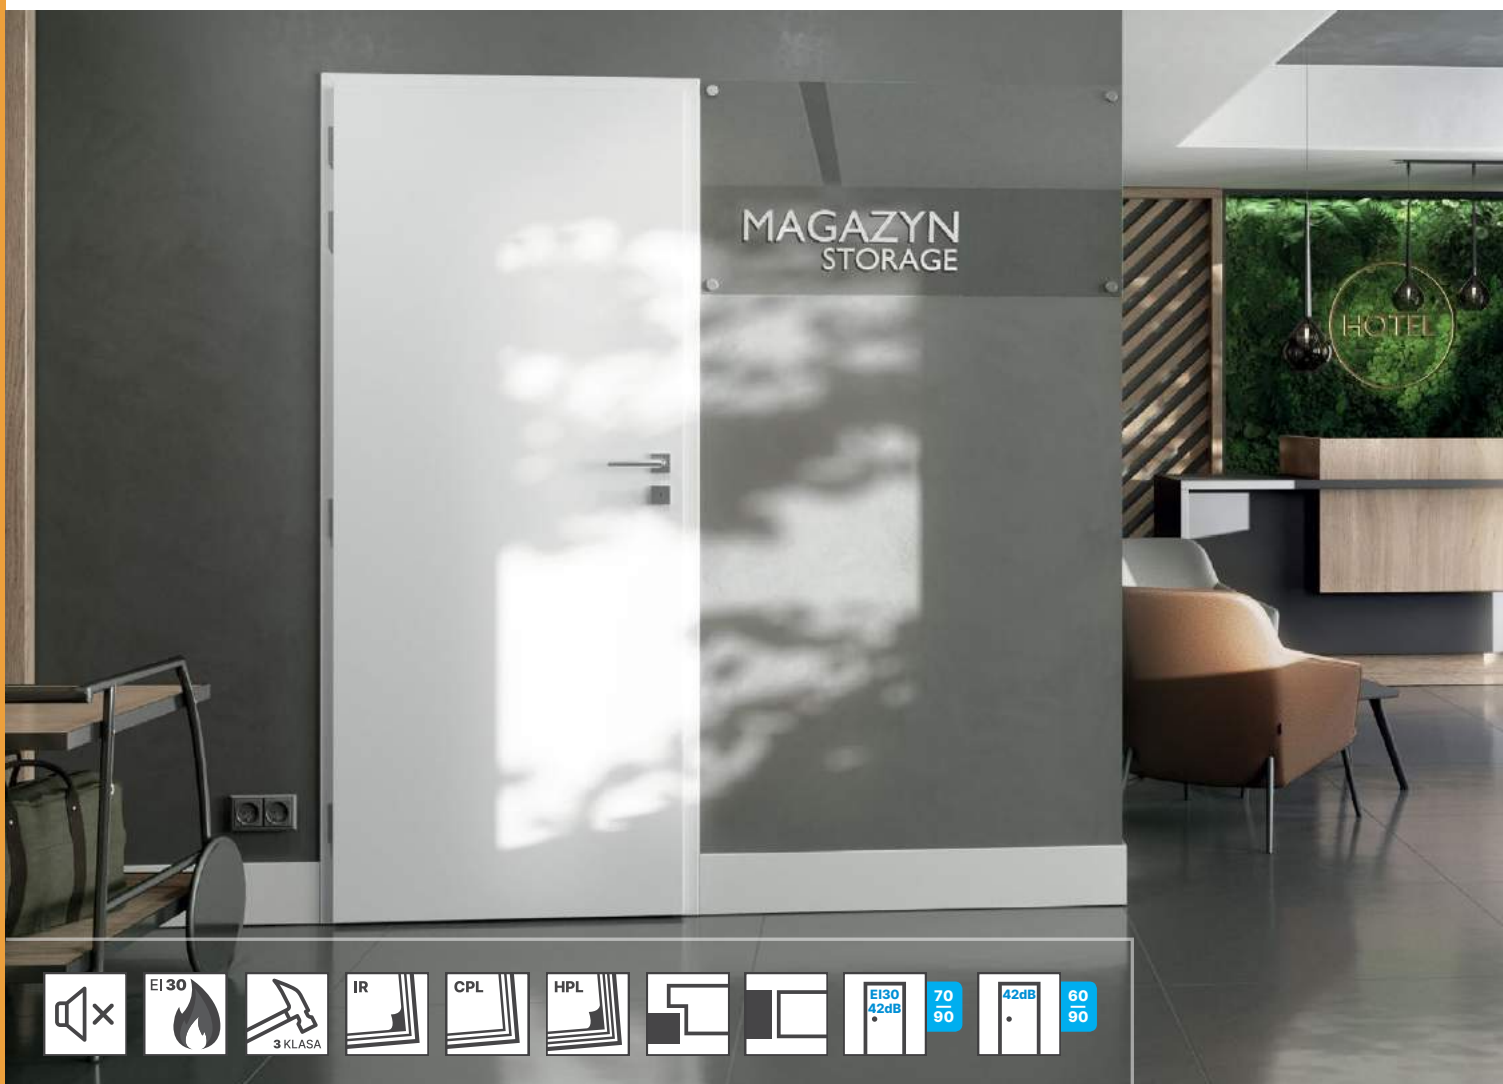 MAGAZYN
STORAGE
HOTEL
EI 30
3 KLASA
IR
CPL
HPL
EI30
42dB
70
90
42dB
60
90